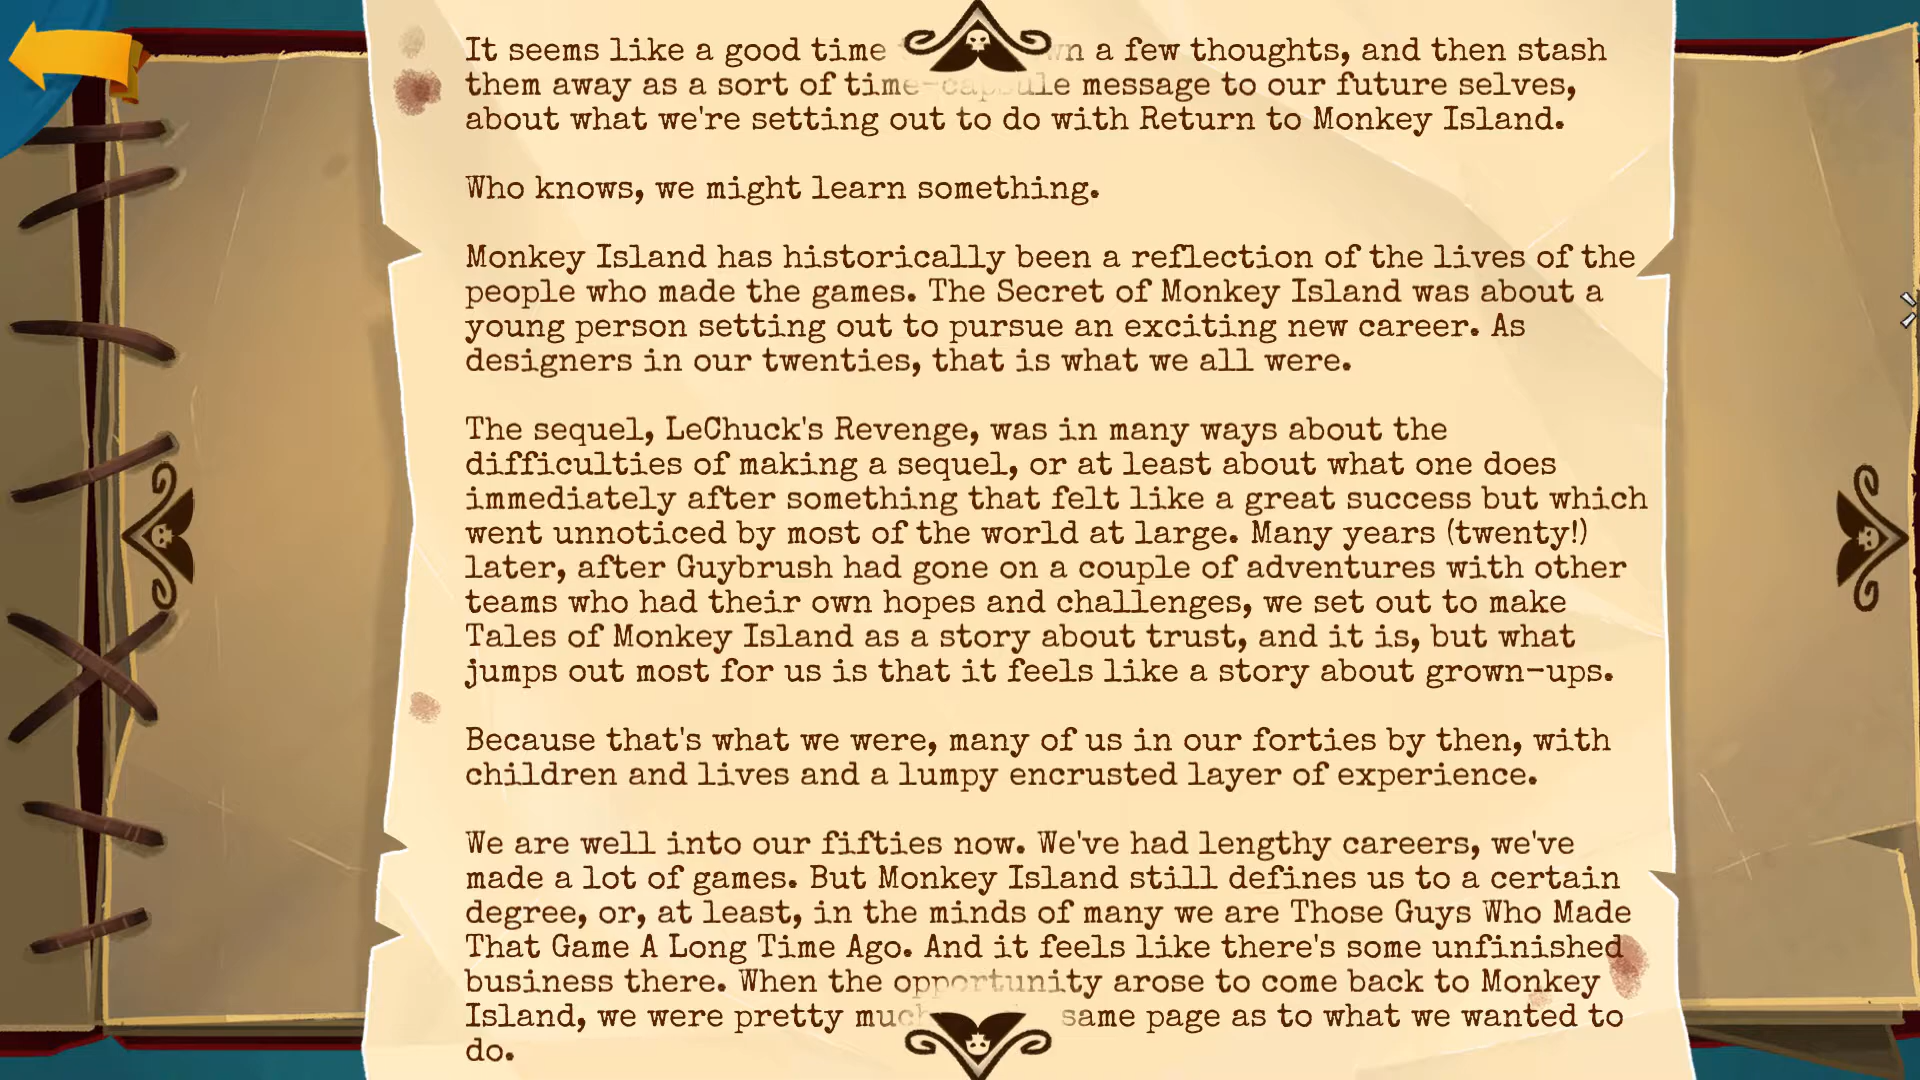 It seems like a good time a few thoughts, and then stash
them away as a sort of time-capsule message to our future selves,
about what we're setting out to do with Return to Monkey Island.
Who knows, we might learn something.
Monkey Island has historically been a reflection of the lives of the
people who made the games. The Secret of Monkey Island was about a
young person setting out to pursue an exciting new career. As
designers in our twenties, that is what we all were.
The sequel, LeChuck's Revenge, was in many ways about the
difficulties of making a sequel, or at least about what one does
immediately after something that felt like a great success but which
went unnoticed by most of the world at large. Many years (twenty!)
later, after Guybrush had gone on a couple of adventures with other
teams who had their own hopes and challenges, we set out to make
Tales of Monkey Island as a story about trust, and it is, but what
jumps out most for us is that it feels like a story about grown-ups.
Because that's what we were, many of us in our forties by then, with
children and lives and a lumpy encrusted layer of experience.
We are well into our fifties now. We've had lengthy careers, we've
made a lot of games. But Monkey Island still defines us to a certain
degree, or, at least, in the minds of many we are Those Guys Who Made
That Game A Long Time Ago. And it feels like there's some unfinished
business there. When the opportunity arose to come back to Monkey
Island, we were pretty much same page as to what we wanted to
do.